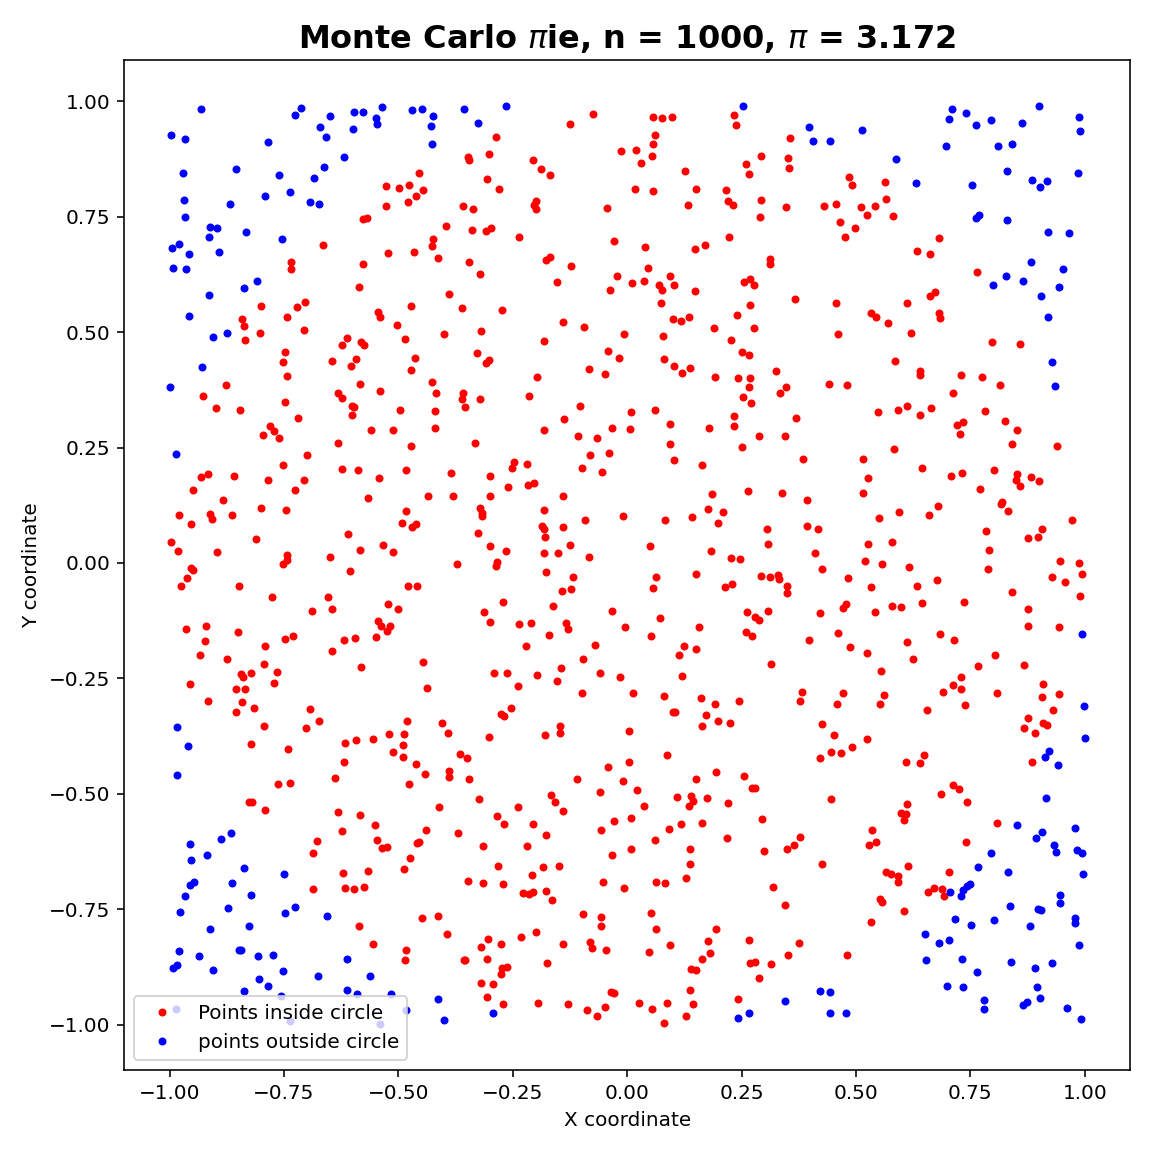 Monte Carlo πie, n = 1000, π = 3.172
1.00
0.75
0.50
0.25
0.00
−0.25
−0.50
−0.75
−1.00
Y coordinate
Points inside circle
points outside circle
−1.00 −0.75 −0.50 −0.25 0.00 0.25 0.50 0.75 1.00
X coordinate